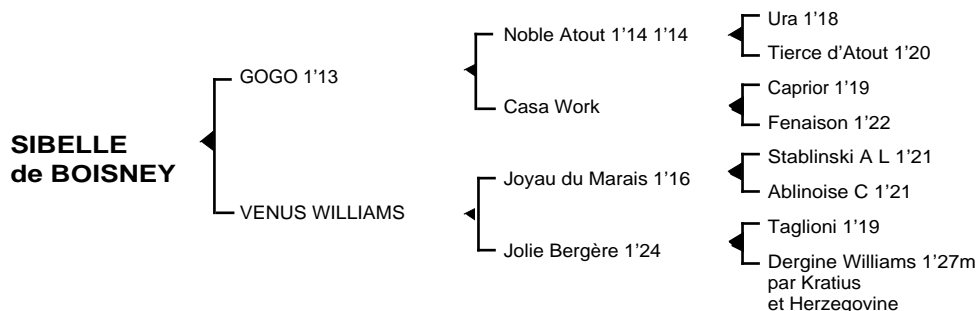 SIBELLE
de BOISNEY
GOGO 1’13
VENUS WILLIAMS
Noble Atout 1’14 1’14
Casa Work
Joyau du Marais 1’16
Jolie Bergère 1’24
Ura 1’18
Tierce d’Atout 1’20
Caprior 1’19
Fenaison 1’22
Stablinski A L 1’21
Ablinoise C 1’21
Taglioni 1’19
Dergine Williams 1’27m
par Kratius
et Herzegovine